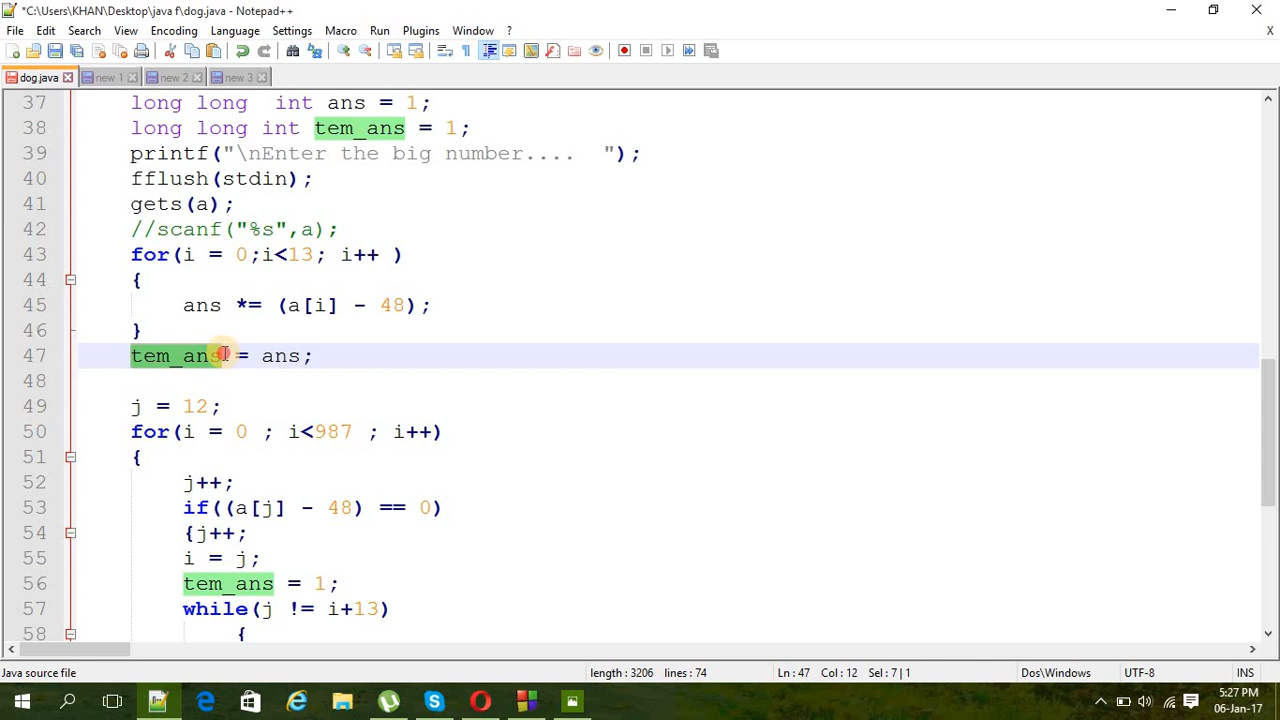 *C:\Users\KHAN\Desktop\java f\dog.java - Notepad++
File Edit Search View Encoding Language Settings Macro Run Plugins Window ? X
dog.java new 1 new 2 new 3
37 long long  int ans = 1;
38 long long int tem_ans = 1;
39 printf("\nEnter the big number....  ");
40 fflush(stdin);
41 gets(a);
42 //scanf("%s",a);
43 for(i = 0;i<13; i++ )
44 {
45 ans *= (a[i] - 48);
46 }
47 tem_ans = ans;
48
49 j = 12;
50 for(i = 0 ; i<987 ; i++)
51 {
52 j++;
53 if((a[j] - 48) == 0)
54 {j++;
55 i = j;
56 tem_ans = 1;
57 while(j != i+13)
58 {
Java source file length : 3206 lines : 74 Ln : 47 Col : 12 Sel : 7 | 1 Dos\Windows UTF-8 INS
5:27 PM
06-Jan-17